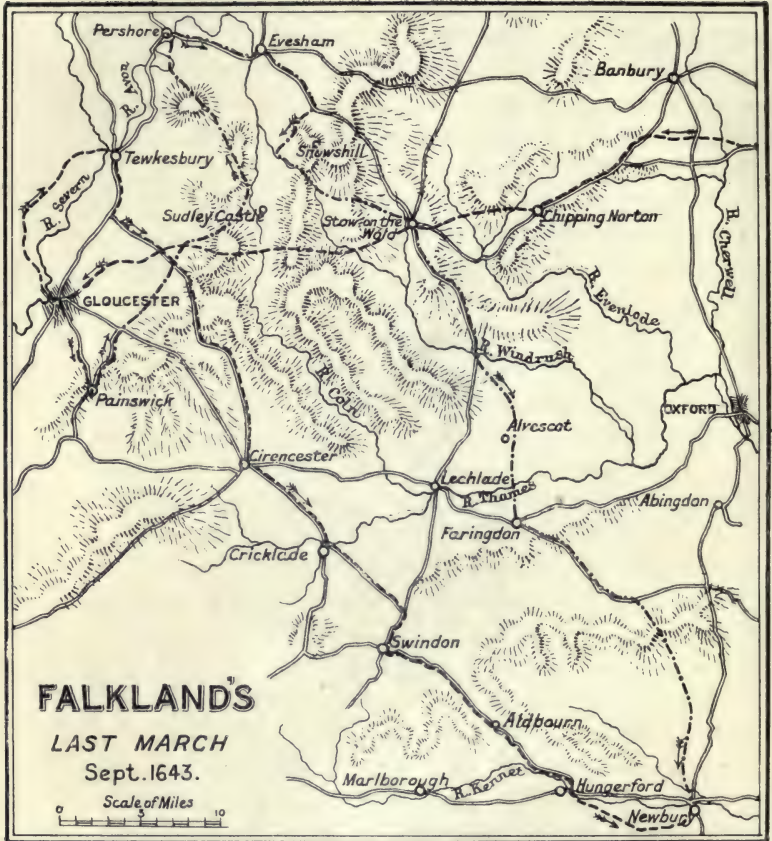 Pershore
Evesham
Banbury
R. Avon
Tewkesbury
Snowshill
R. Severn
Sudley Castle
Stow-on-the
Wold
Chipping Norton
R. Cherwell
GLOUCESTER
R. Evenlode
R. Windrush
Painswick
R. Coln
OXFORD
Alvescot
Cirencester
Lechlade
R. Thames
Abingdon
Faringdon
Cricklade
Swindon
FALKLAND'S
LAST MARCH
Sept. 1643.
Scale of Miles
0 5 10
Aldbourn
Marlborough
R. Kennet
Hungerford
Newbury